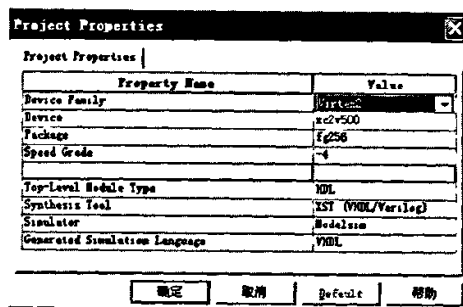 Project Properties
Project Properties
Property Name Value
Device Family Virtex2
Device xc2v500
Package fg256
Speed Grade -4
Top-Level Module Type HDL
Synthesis Tool XST (VHDL/Verilog)
Simulator Modelsim
Generated Simulation Language VHDL
确定 取消 Default 帮助